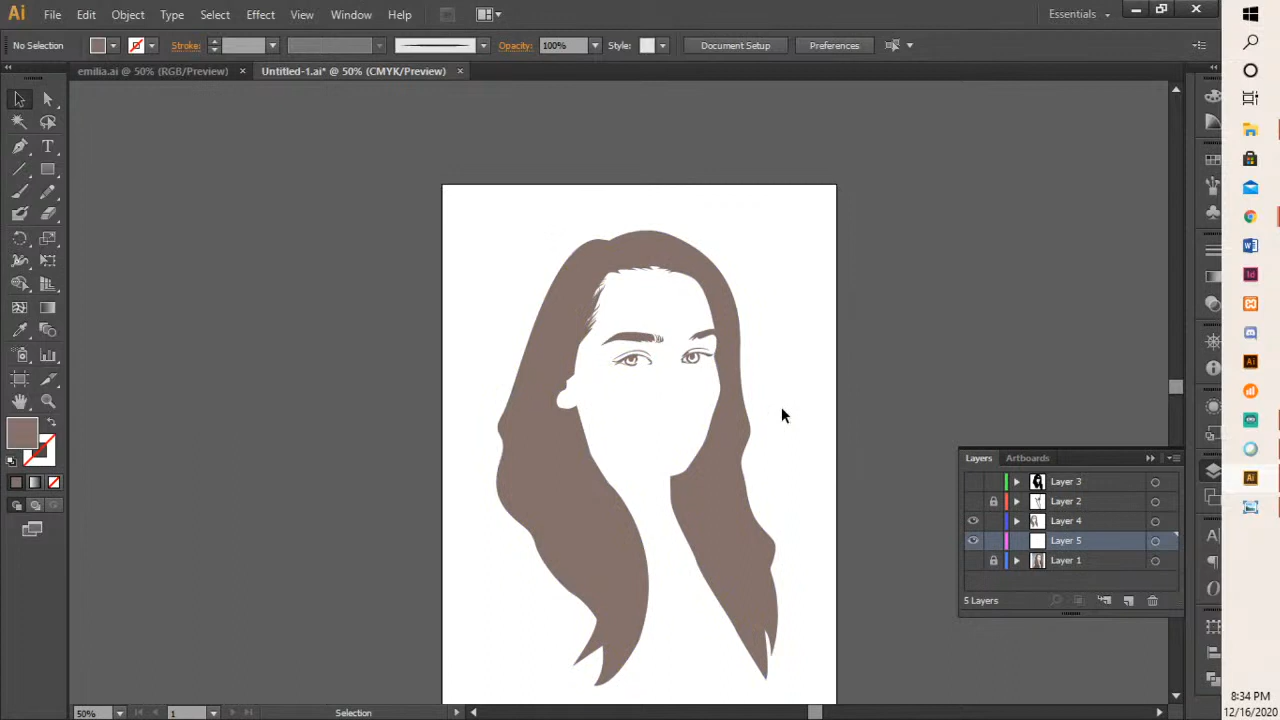 Ai File Edit Object Type Select Effect View Window Help Essentials
No Selection Stroke: Opacity: 100% Style: Document Setup Preferences
emilia.ai @ 50% (RGB/Preview) × Untitled-1.ai* @ 50% (CMYK/Preview) ×
Layers Artboards
Layer 3
Layer 2
Layer 4
Layer 5
Layer 1
5 Layers
50% 1 Selection
8:34 PM
12/16/2020